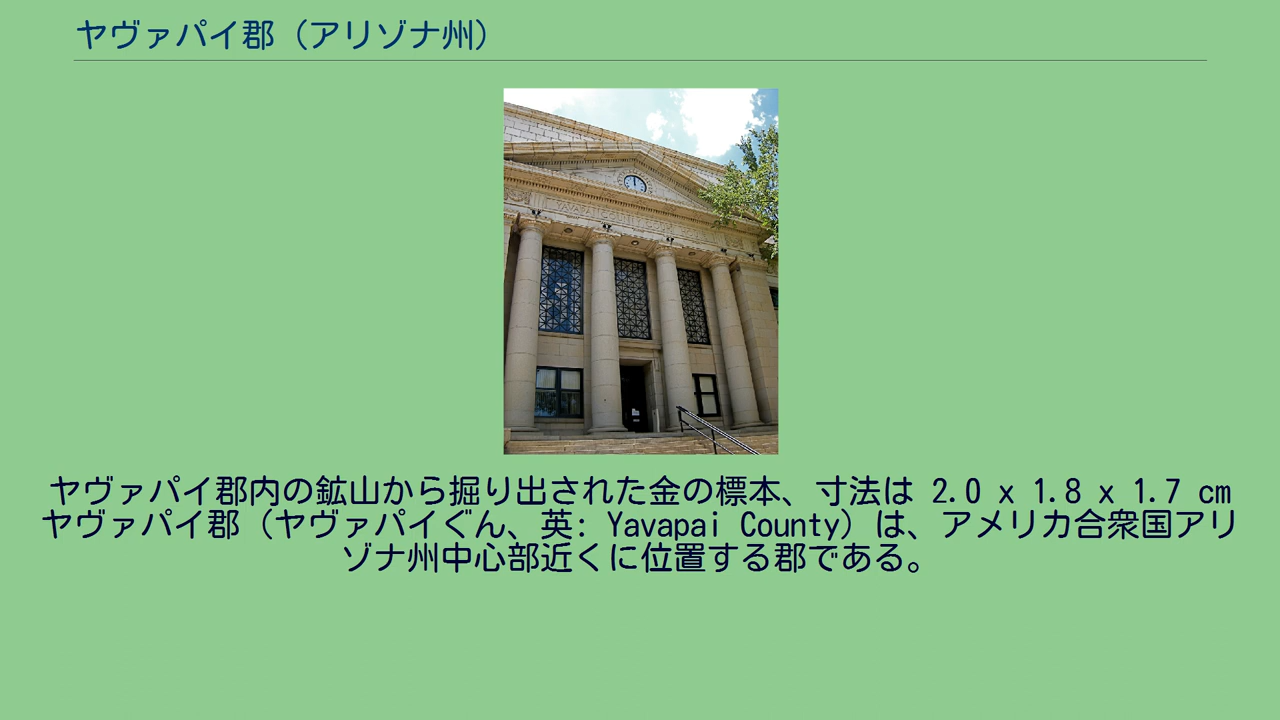 ヤヴァパイ郡（アリゾナ州）
ヤヴァパイ郡内の鉱山から掘り出された金の標本、寸法は 2.0 x 1.8 x 1.7 cm
ヤヴァパイ郡（ヤヴァパイぐん、英: Yavapai County）は、アメリカ合衆国アリ
ゾナ州中心部近くに位置する郡である。